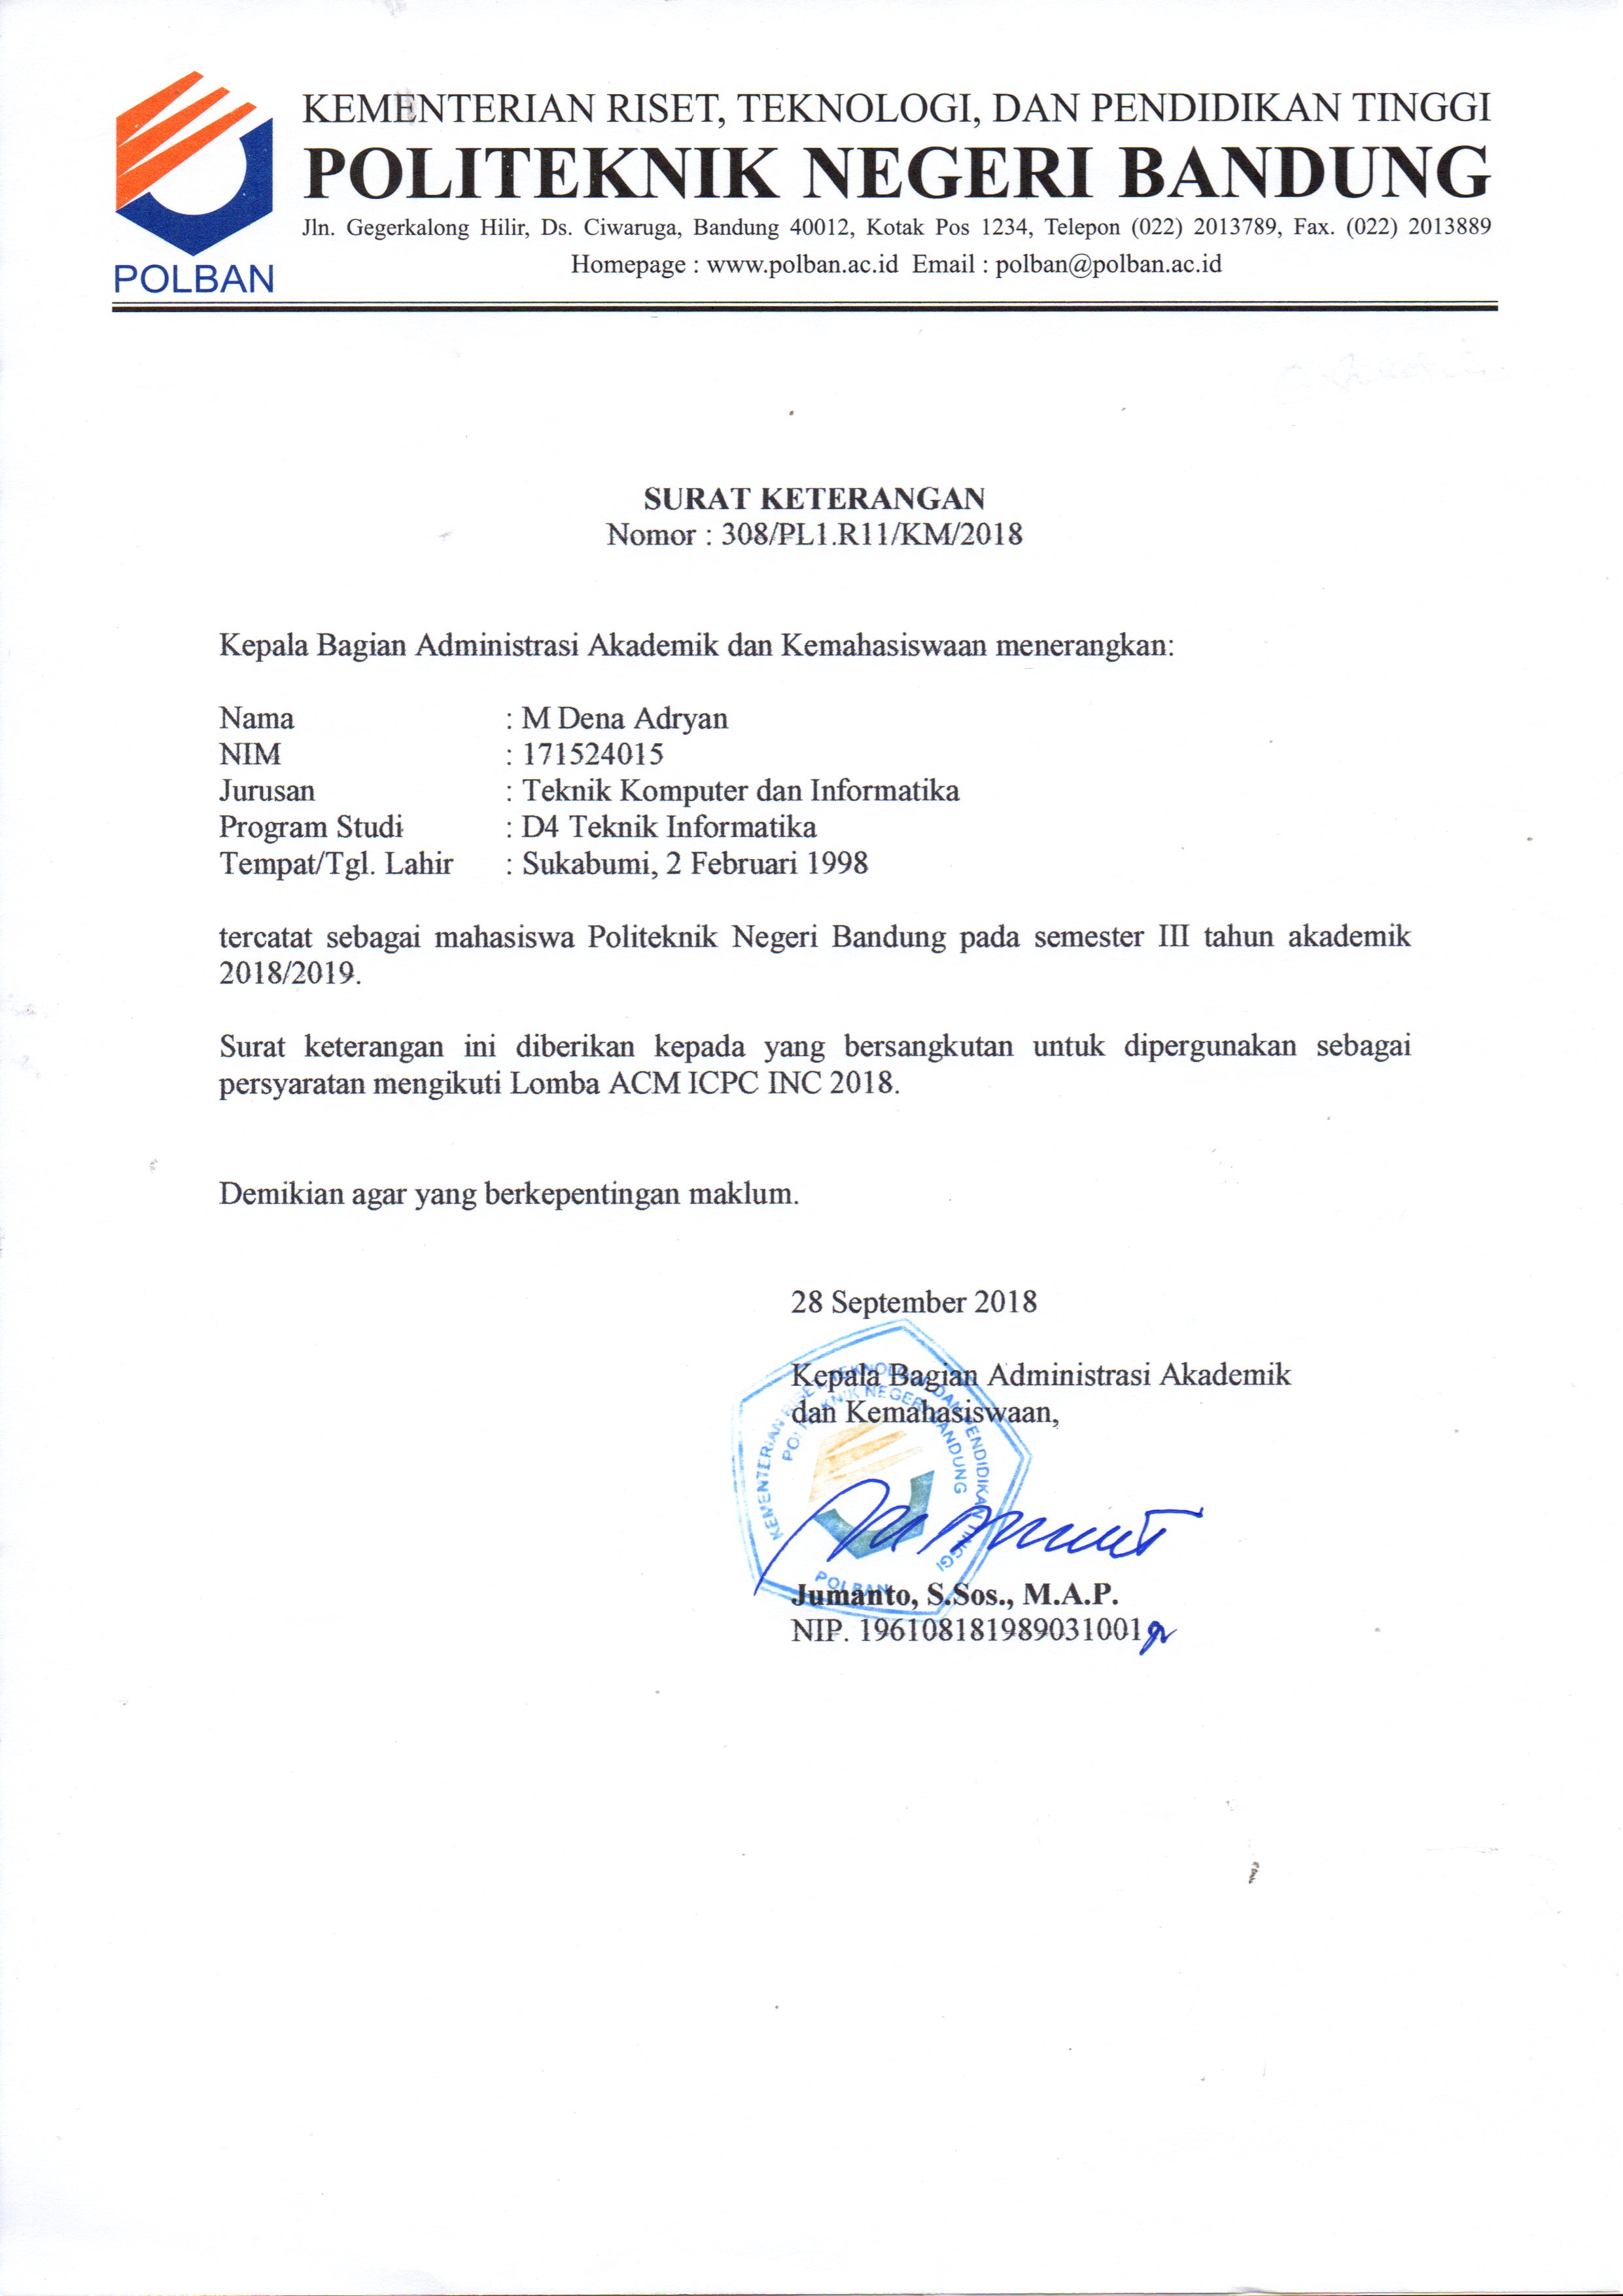 KEMENTERIAN RISET, TEKNOLOGI, DAN PENDIDIKAN TINGGI
POLITEKNIK NEGERI BANDUNG
Jln. Gegerkalong Hilir, Ds. Ciwaruga, Bandung 40012, Kotak Pos 1234, Telepon (022) 2013789, Fax. (022) 2013889
Homepage : www.polban.ac.id Email : polban@polban.ac.id
POLBAN
SURAT KETERANGAN
Nomor : 308/PL1.R11/KM/2018
Kepala Bagian Administrasi Akademik dan Kemahasiswaan menerangkan:
Nama : M Dena Adryan
NIM : 171524015
Jurusan : Teknik Komputer dan Informatika
Program Studi : D4 Teknik Informatika
Tempat/Tgl. Lahir : Sukabumi, 2 Februari 1998
tercatat sebagai mahasiswa Politeknik Negeri Bandung pada semester III tahun akademik
2018/2019.
Surat keterangan ini diberikan kepada yang bersangkutan untuk dipergunakan sebagai
persyaratan mengikuti Lomba ACM ICPC INC 2018.
Demikian agar yang berkepentingan maklum.
28 September 2018
Kepala Bagian Administrasi Akademik
dan Kemahasiswaan,
KEMENTERIAN RISET, TEKNOLOGI, DAN PENDIDIKAN TINGGI
POLITEKNIK NEGERI BANDUNG
POLBAN
Jumanto, S.Sos., M.A.P.
NIP. 196108181989031001